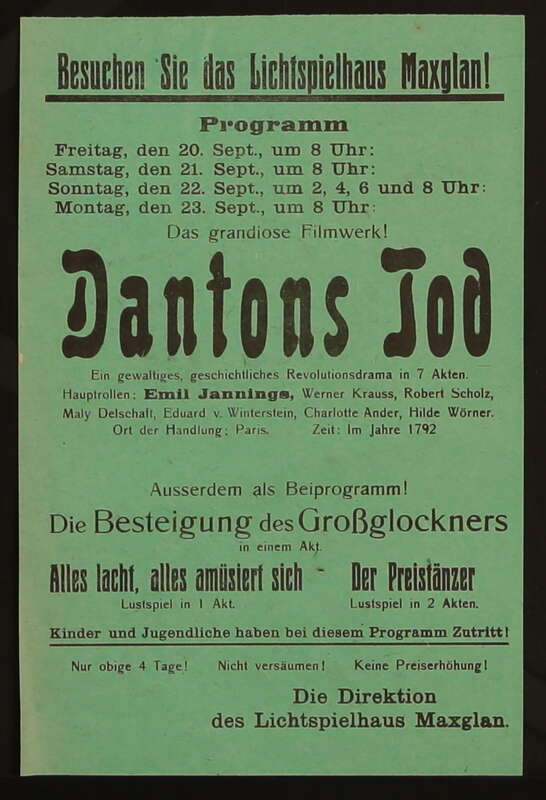 Besuchen Sie das Lichtspielhaus Maxglan!
Programm
Freitag, den 20. Sept., um 8 Uhr:
Samstag, den 21. Sept., um 8 Uhr:
Sonntag, den 22. Sept., um 2, 4, 6 und 8 Uhr:
Montag, den 23. Sept., um 8 Uhr:
Das grandiose Filmwerk!
Dantons Tod
Ein gewaltiges, geschichtliches Revolutionsdrama in 7 Akten.
Hauptrollen: Emil Jannings, Werner Krauss, Robert Scholz,
Maly Delschaft, Eduard v. Winterstein, Charlotte Ander, Hilde Wörner.
Ort der Handlung: Paris. Zeit: Im Jahre 1792
Ausserdem als Beiprogramm!
Die Besteigung des Großglockners
in einem Akt.
Alles lacht, alles amüsiert sich - Der Preistänzer
Lustspiel in 1 Akt. Lustspiel in 2 Akten.
Kinder und Jugendliche haben bei diesem Programm Zutritt!
Nur obige 4 Tage! Nicht versäumen! Keine Preiserhöhung!
Die Direktion
des Lichtspielhaus Maxglan.